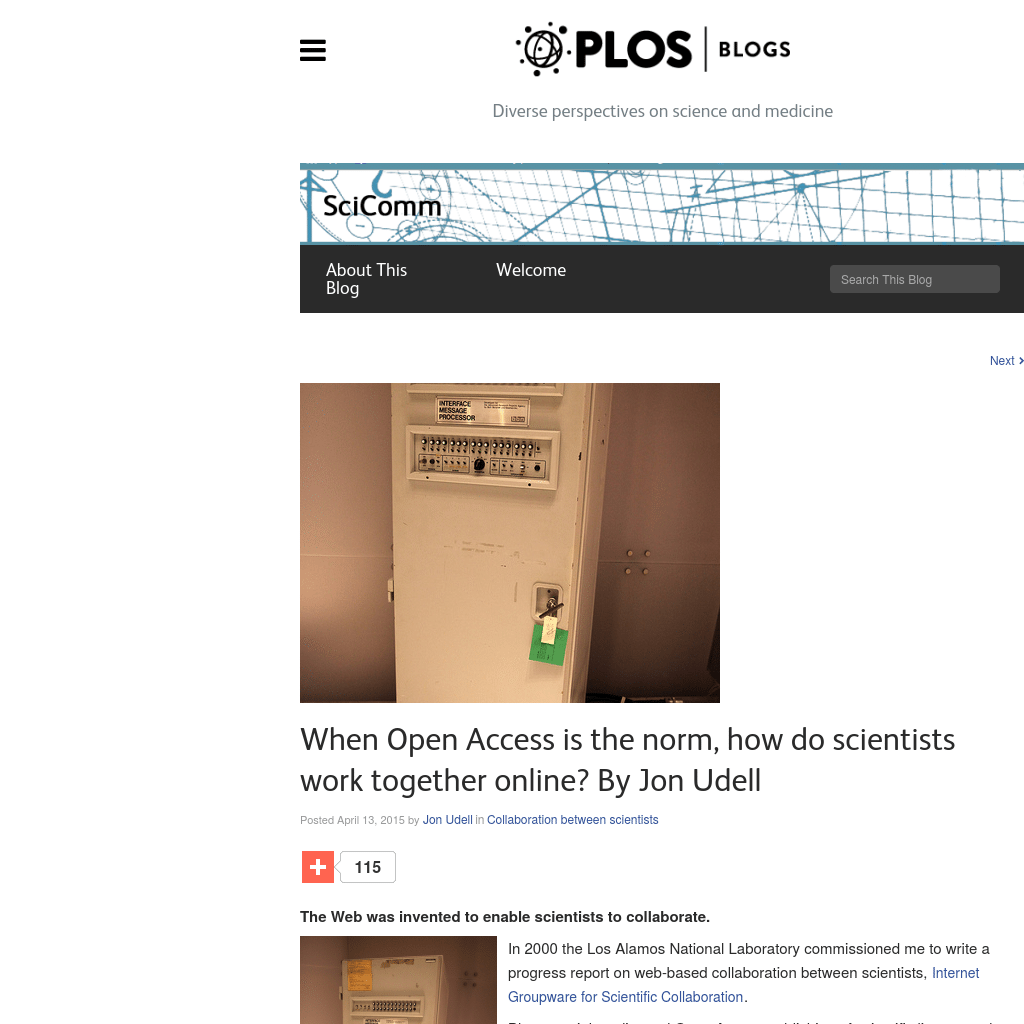 PLOS BLOGS
Diverse perspectives on science and medicine
SciComm
About This
Blog
Welcome
Search This Blog
Next
INTERFACE
MESSAGE
PROCESSOR
When Open Access is the norm, how do scientists
work together online? By Jon Udell
Posted April 13, 2015 by Jon Udell in Collaboration between scientists
115
The Web was invented to enable scientists to collaborate.
In 2000 the Los Alamos National Laboratory commissioned me to write a
progress report on web-based collaboration between scientists, Internet
Groupware for Scientific Collaboration.